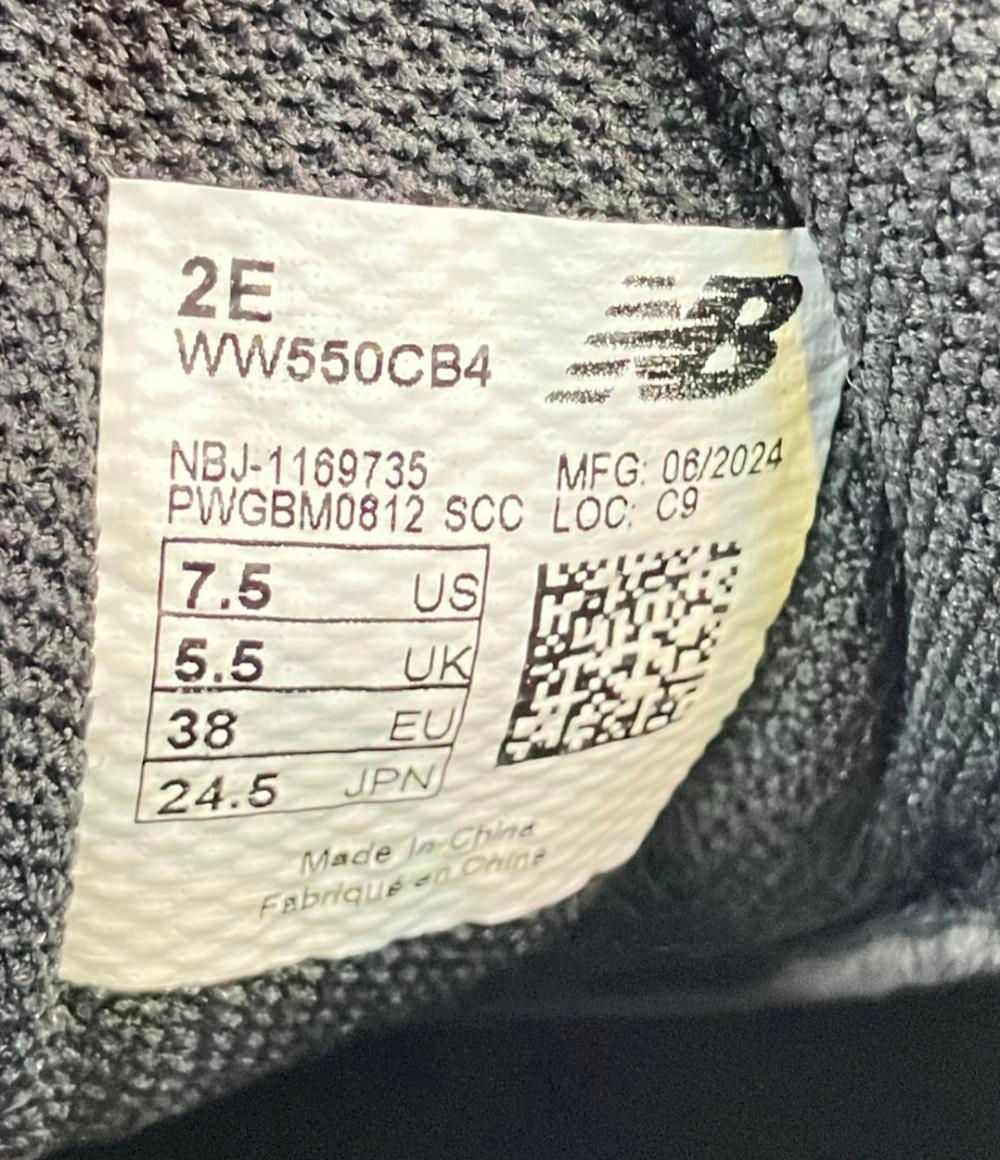 2E
WW550CB4
NB
NBJ-1169735 MFG: 06/2024
PWGBM0812 SCC LOC: C9
7.5 US
5.5 UK
38 EU
24.5 JPN
Made In China
Fabriqué en Chine